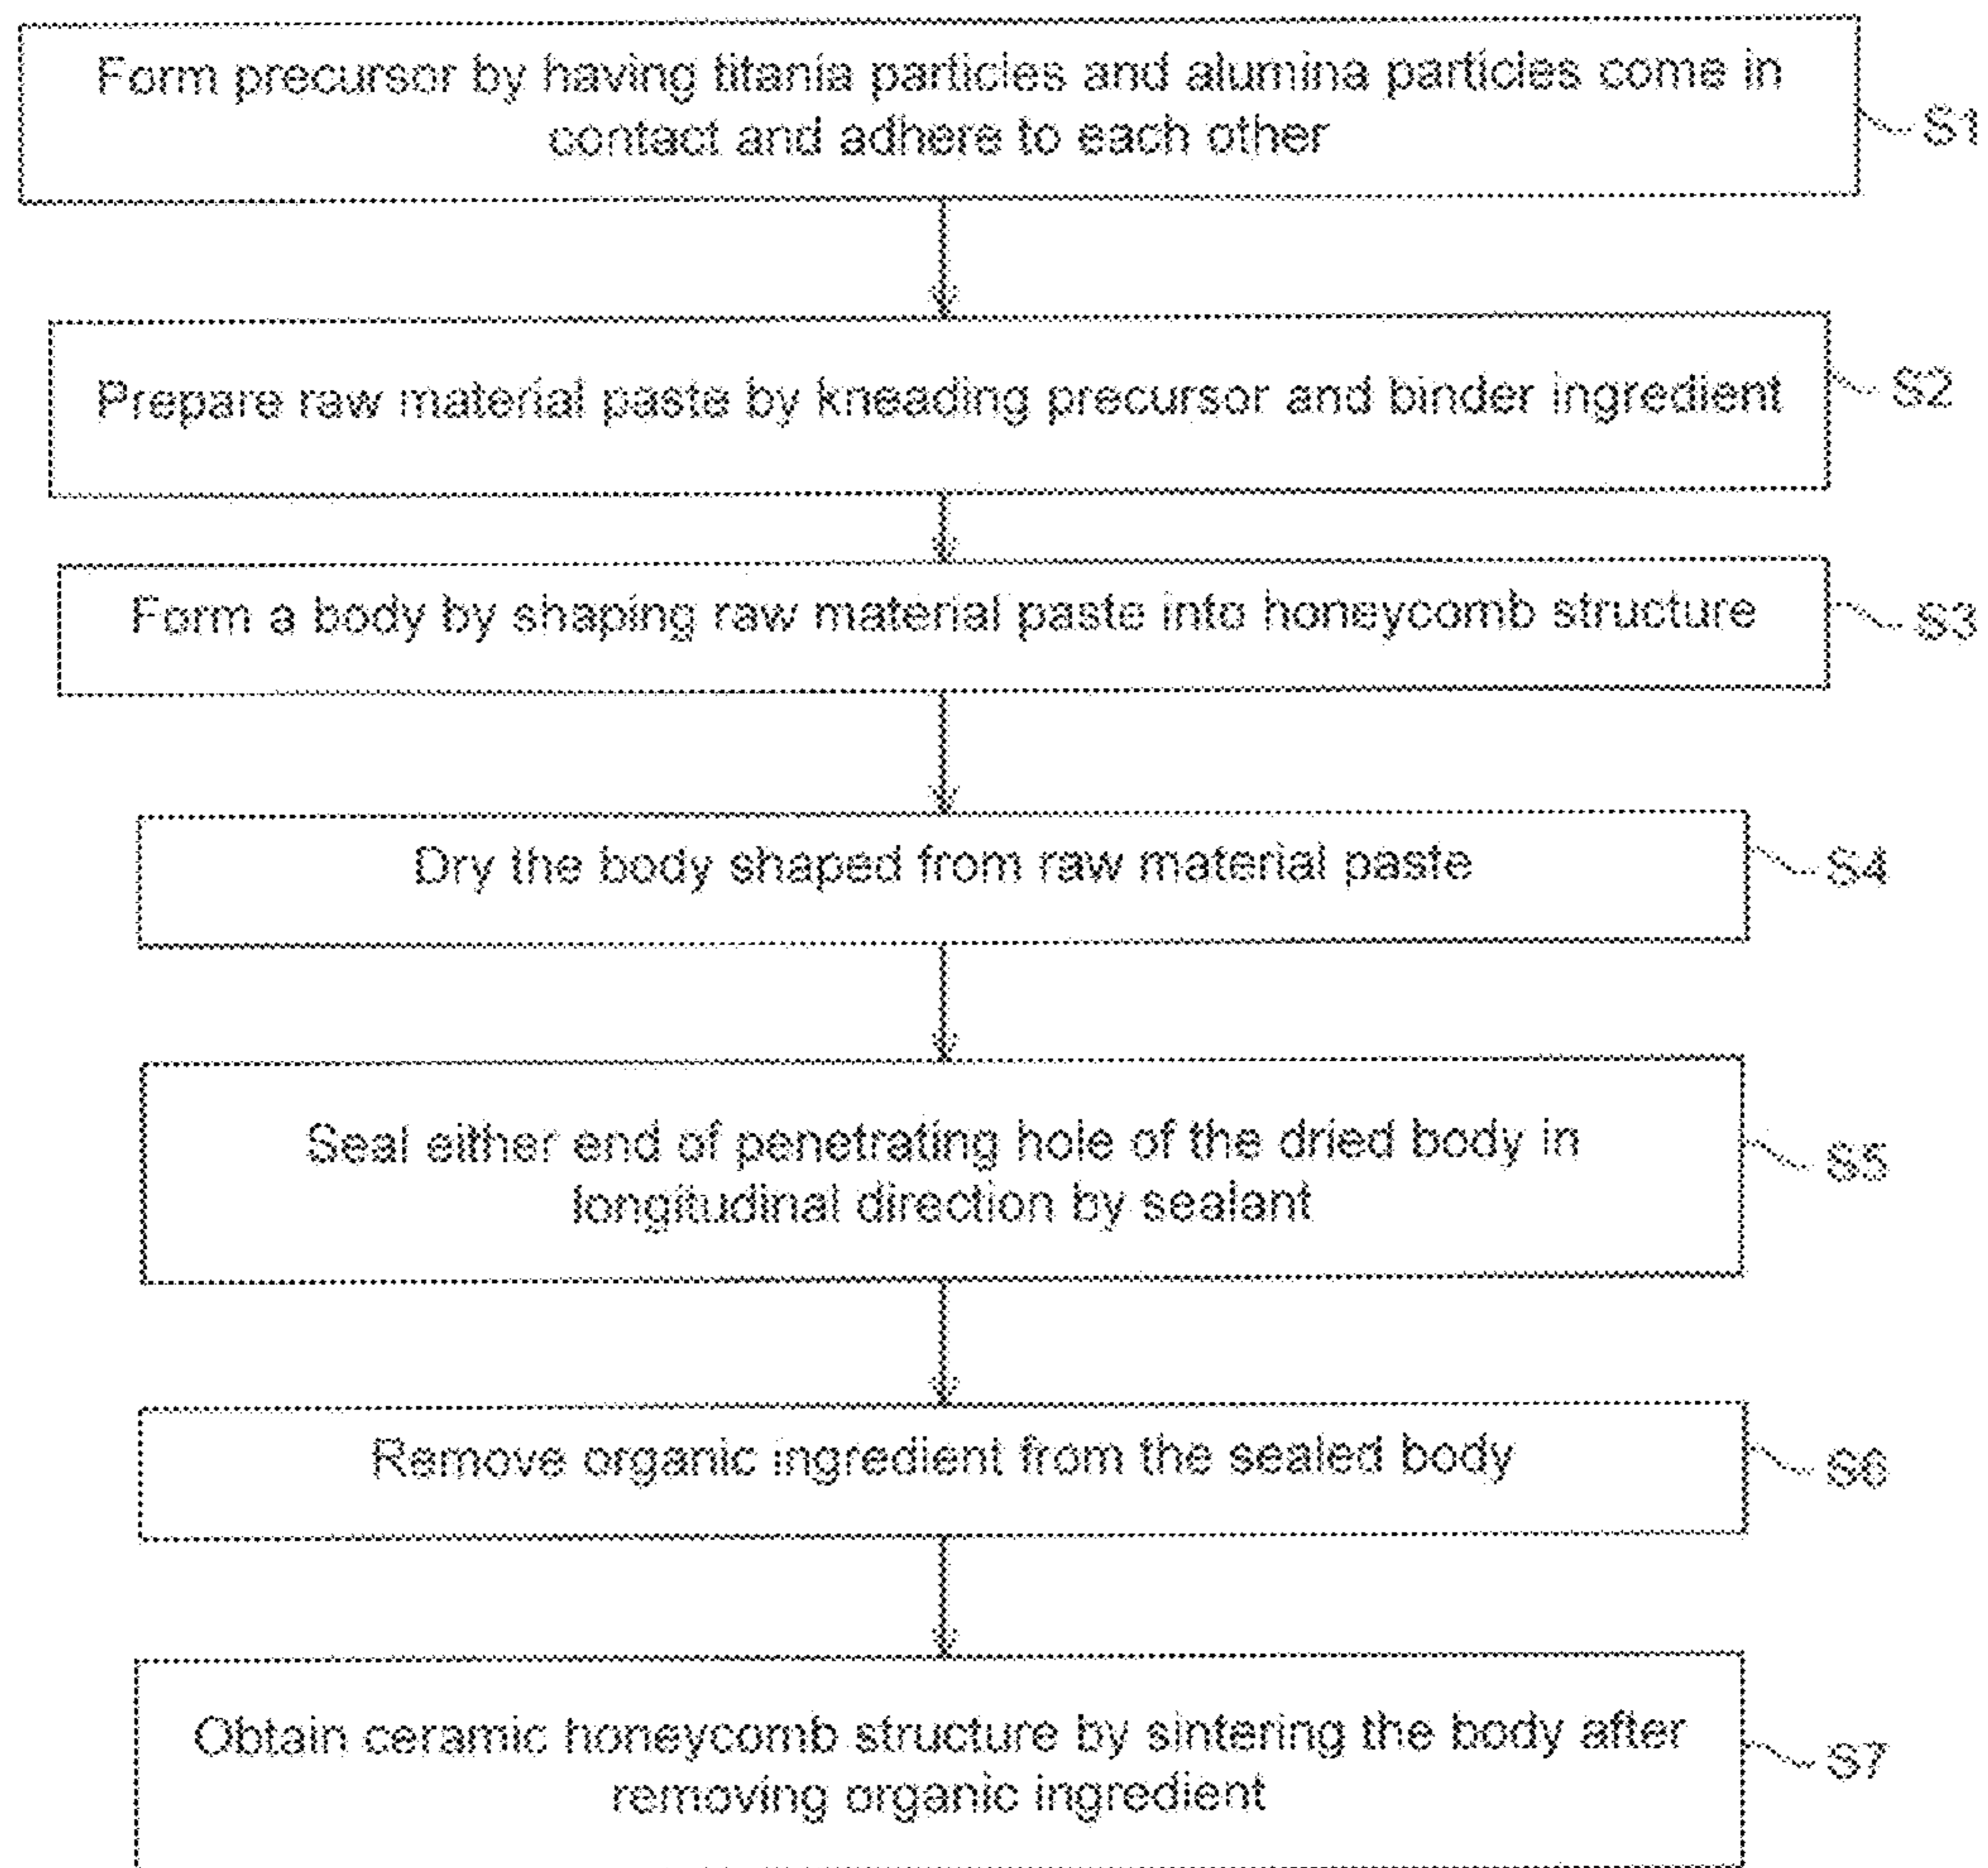 Form precursor by having titania particles and alumina particles come in
contact and adhere to each other
S1
Prepare raw material paste by kneading precursor and binder ingredient
S2
Form a body by shaping raw material paste into honeycomb structure
S3
Dry the body shaped from raw material paste
S4
Seal either end of penetrating hole of the dried body in
longitudinal direction by sealant
S5
Remove organic ingredient from the sealed body
S6
Obtain ceramic honeycomb structure by sintering the body after
removing organic ingredient
S7